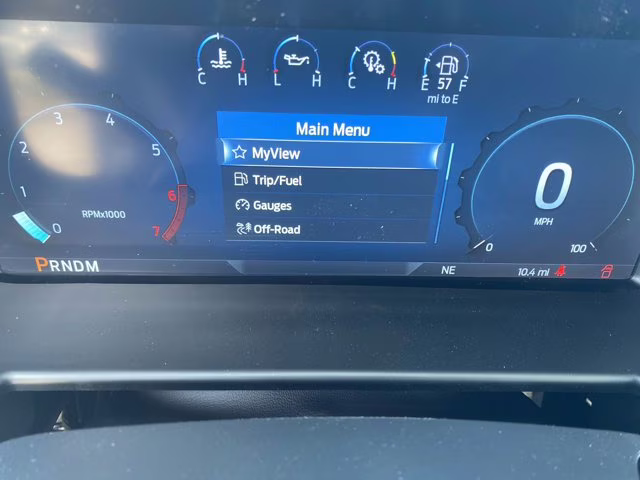 C H
L H
C H
E 57 F
mi to E
Main Menu
MyView
Trip/Fuel
Gauges
Off-Road
0 1 2 3 4 5 6 7
RPMx1000
0
MPH
0 100
PRNDM
NE
10.4 mi